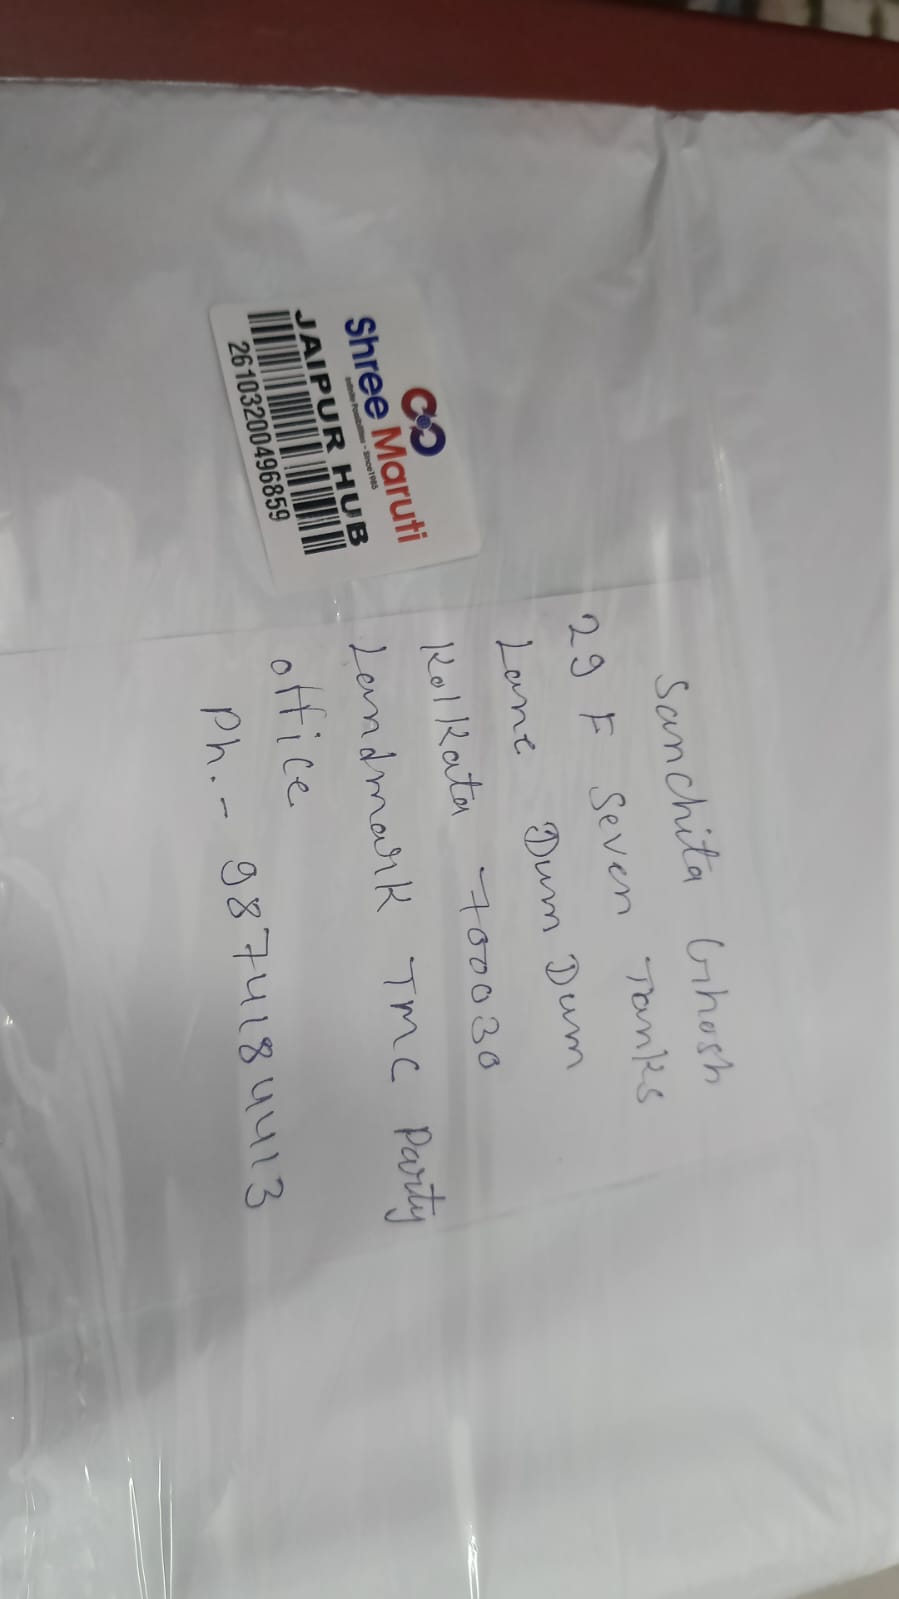 Shree Maruti
JAIPUR HUB
26103200496859
Sanchita Ghosh
29 F Seven Tanks
Lane Dum Dum
Kolkata 700030
Landmark TMC Party
office
Ph. - 9874184413